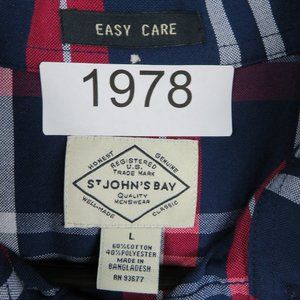 EASY CARE
1978
HONEST GENUINE
REGISTERED
U.S.
TRADE MARK
ST JOHN'S BAY
QUALITY
MENSWEAR
WELL-MADE CLASSIC
L
60% COTTON
40% POLYESTER
MADE IN
BANGLADESH
RN 93677